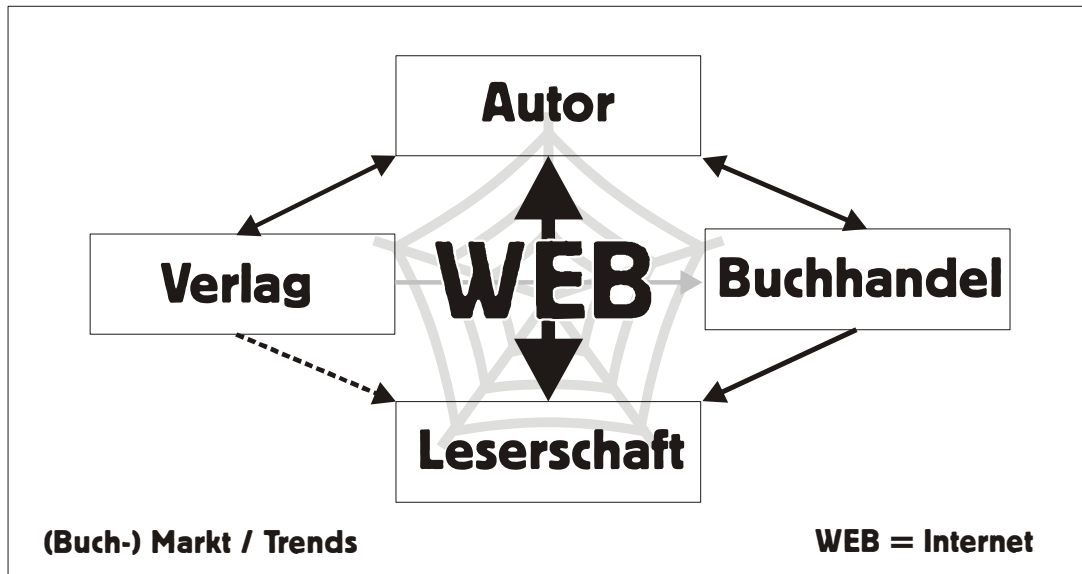 Autor
Verlag
WEB
Buchhandel
Leserschaft
(Buch-) Markt / Trends
WEB = Internet